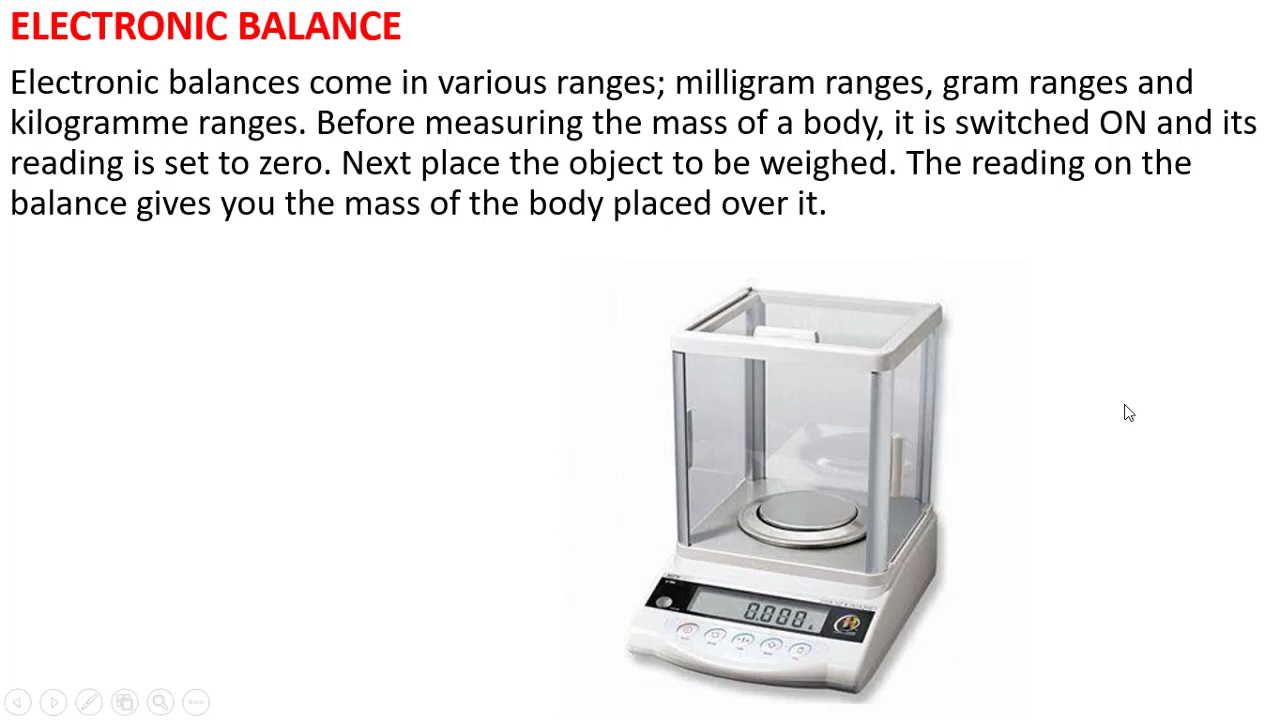 ELECTRONIC BALANCE
Electronic balances come in various ranges; milligram ranges, gram ranges and
kilogramme ranges. Before measuring the mass of a body, it is switched ON and its
reading is set to zero. Next place the object to be weighed. The reading on the
balance gives you the mass of the body placed over it.
0.000